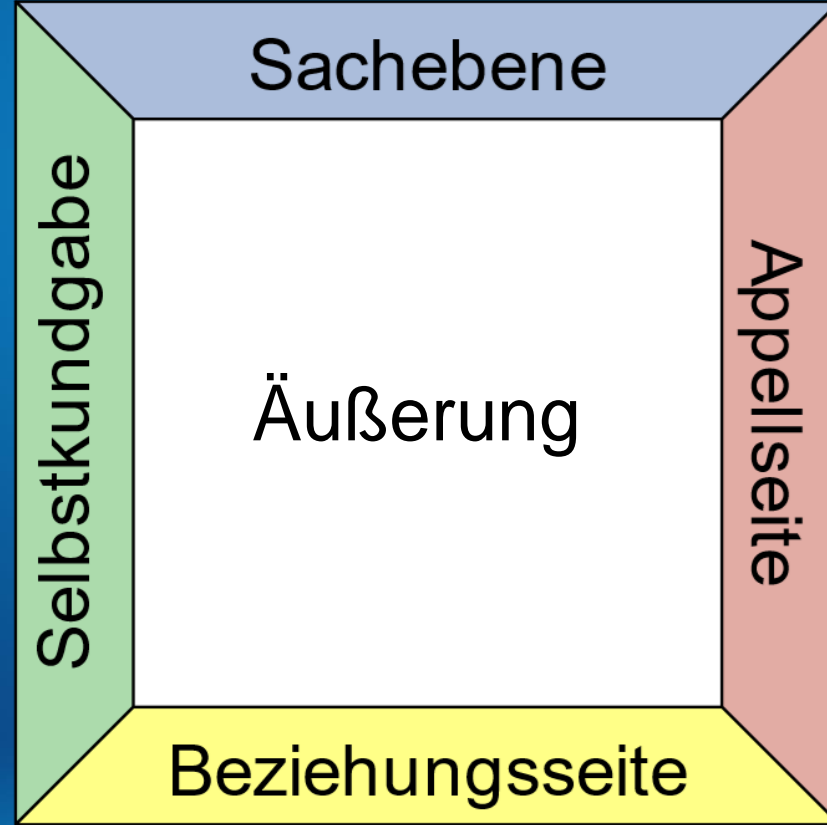 Sachebene
Selbstkundgabe
Äußerung
Appellseite
Beziehungsseite